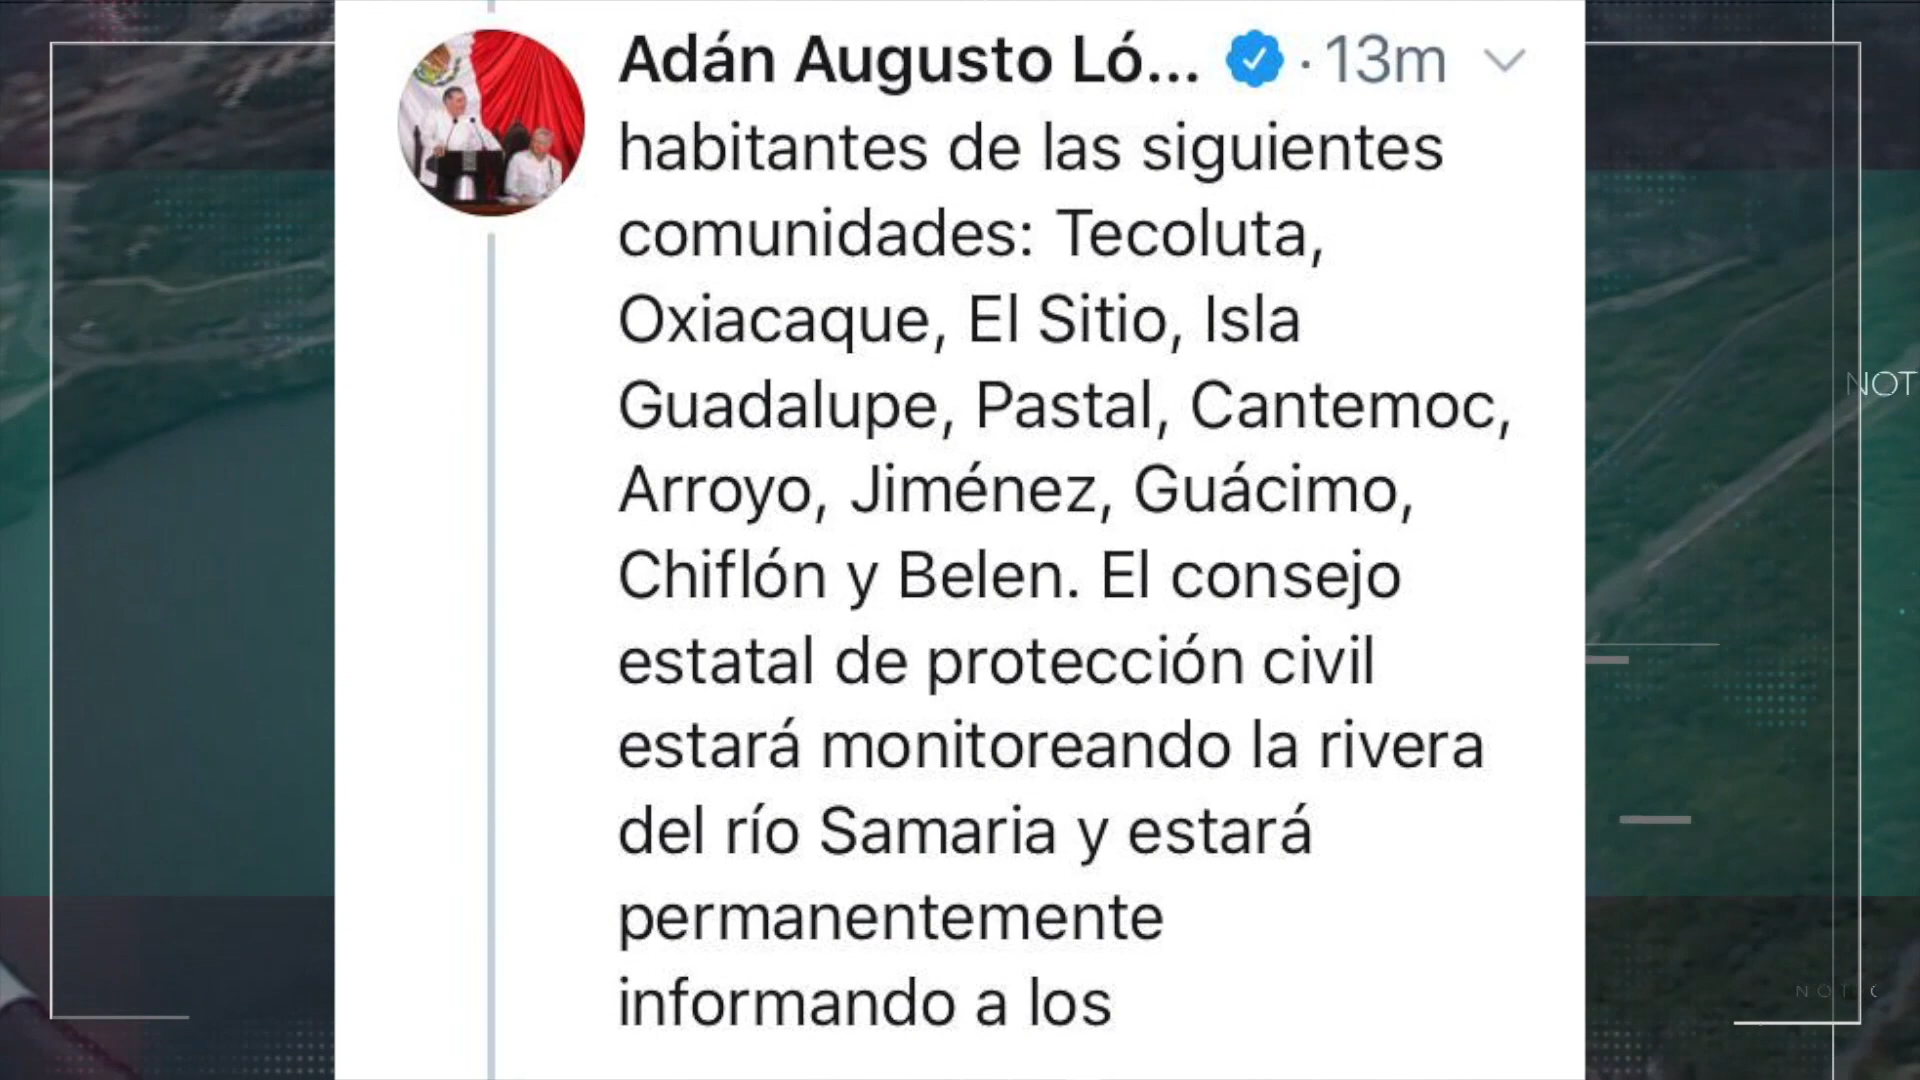 Adán Augusto Ló... · 13m
habitantes de las siguientes
comunidades: Tecoluta,
Oxiacaque, El Sitio, Isla
Guadalupe, Pastal, Cantemoc,
Arroyo, Jiménez, Guácimo,
Chiflón y Belen. El consejo
estatal de protección civil
estará monitoreando la rivera
del río Samaria y estará
permanentemente
informando a los
NOT